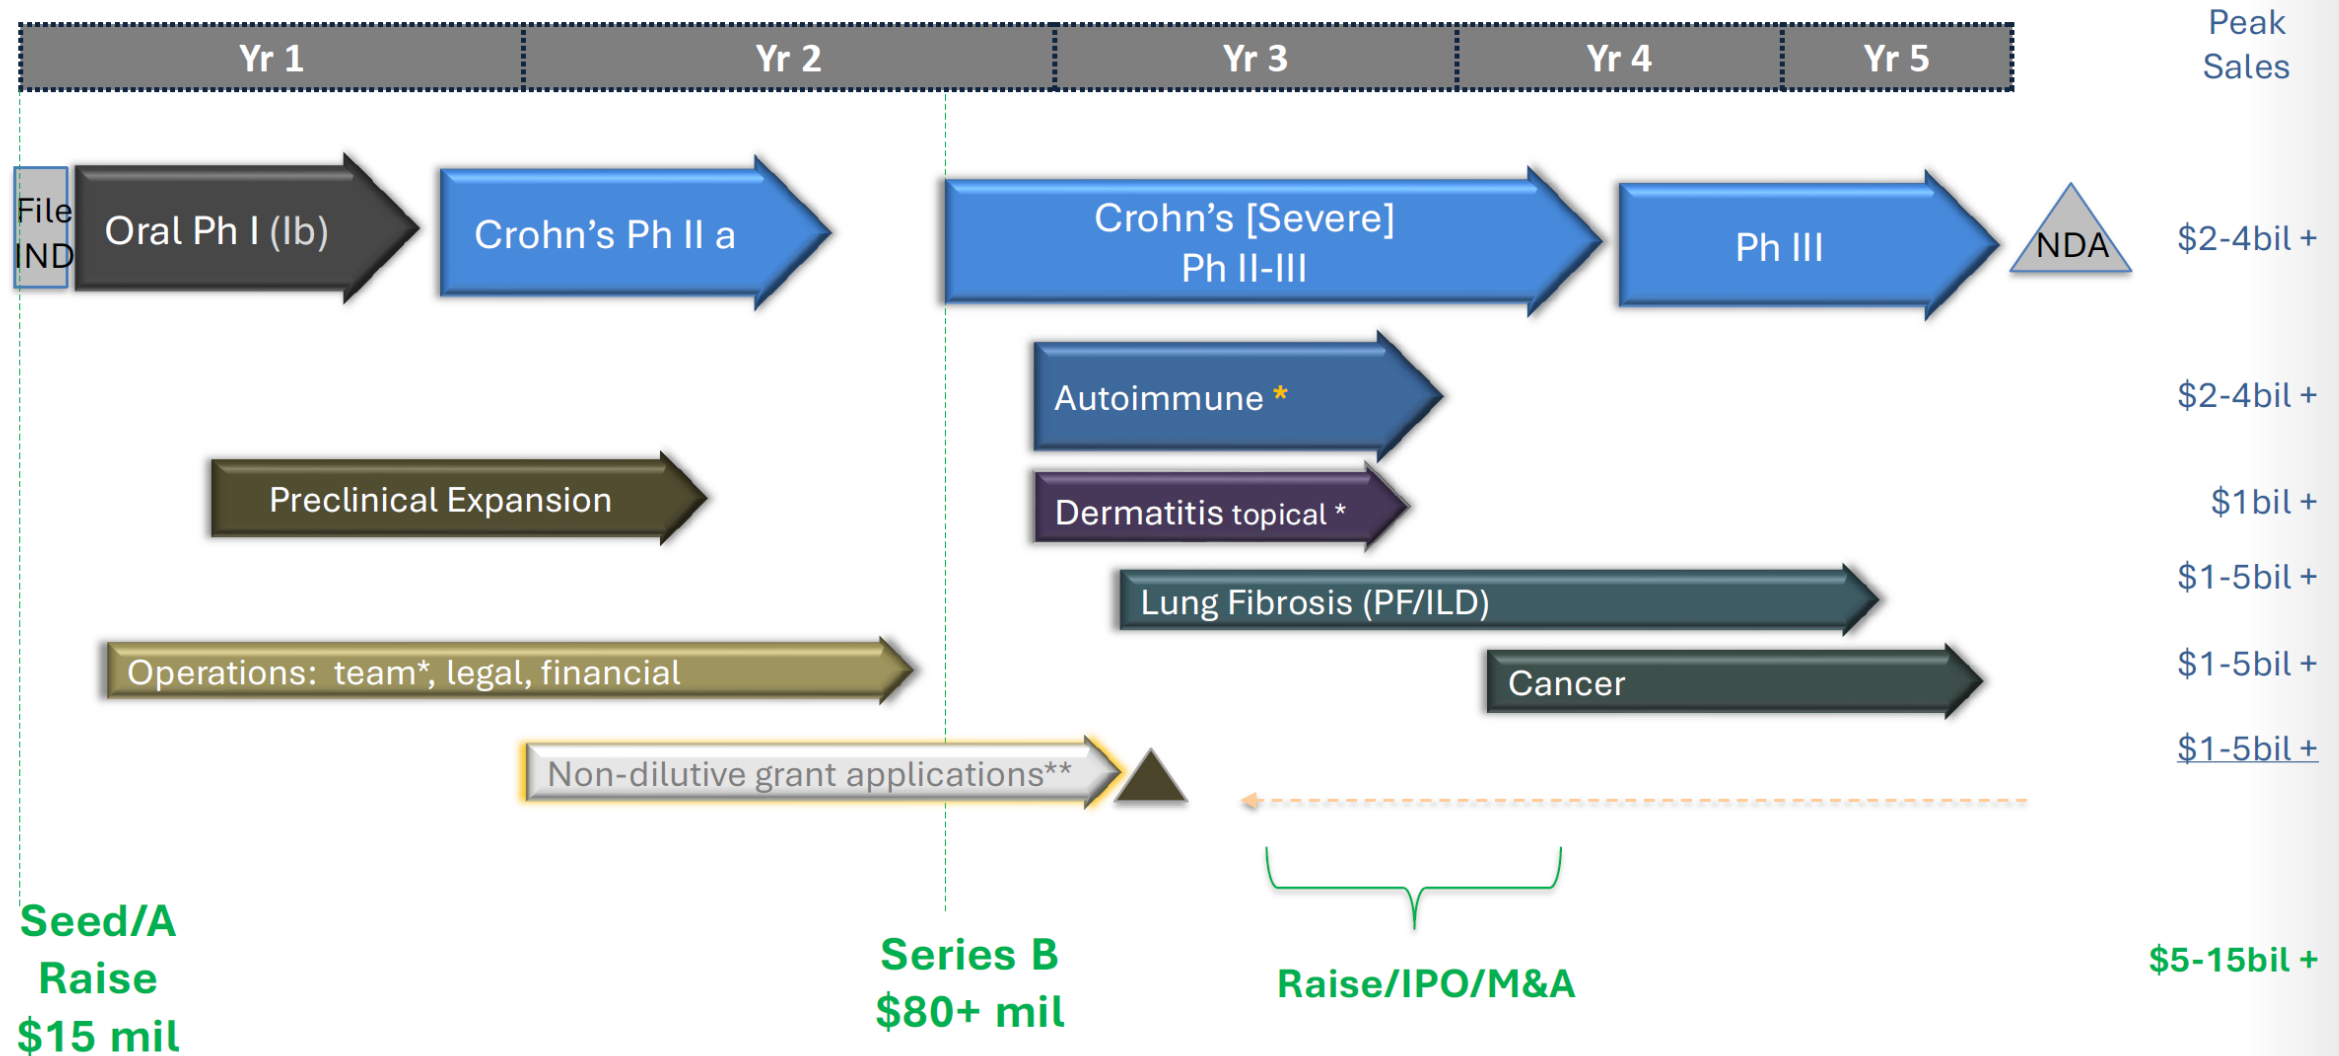 Yr 1
Yr 2
Yr 3
Yr 4
Yr 5
Peak
Sales
File
IND
Oral Ph I (Ib)
Crohn's Ph II a
Crohn's [Severe]
Ph II-III
Ph III
NDA
$2-4bil +
Autoimmune *
$2-4bil +
Preclinical Expansion
Dermatitis topical *
$1bil +
Lung Fibrosis (PF/ILD)
$1-5bil +
Operations:  team*, legal, financial
Cancer
$1-5bil +
Non-dilutive grant applications**
$1-5bil +
Seed/A
Raise
$15 mil
Series B
$80+ mil
Raise/IPO/M&A
$5-15bil +